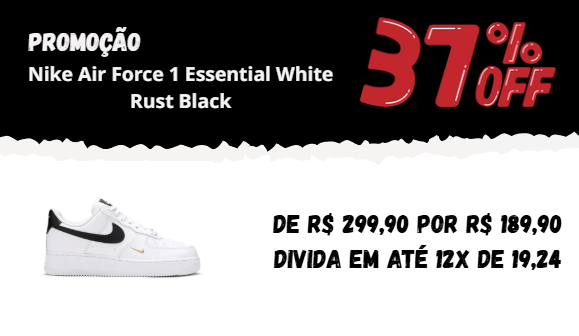 PROMOÇÃO
Nike Air Force 1 Essential White
Rust Black
37%
OFF
DE R$ 299,90 POR R$ 189,90
DIVIDA EM ATÉ 12X DE 19,24